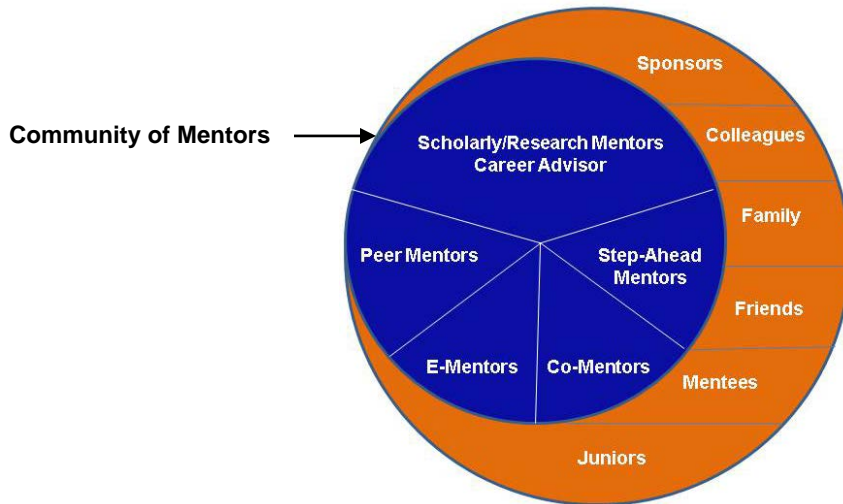 Sponsors
Community of Mentors
Scholarly/Research Mentors
Career Advisor
Colleagues
Family
Peer Mentors
Step-Ahead
Mentors
Friends
E-Mentors
Co-Mentors
Mentees
Juniors